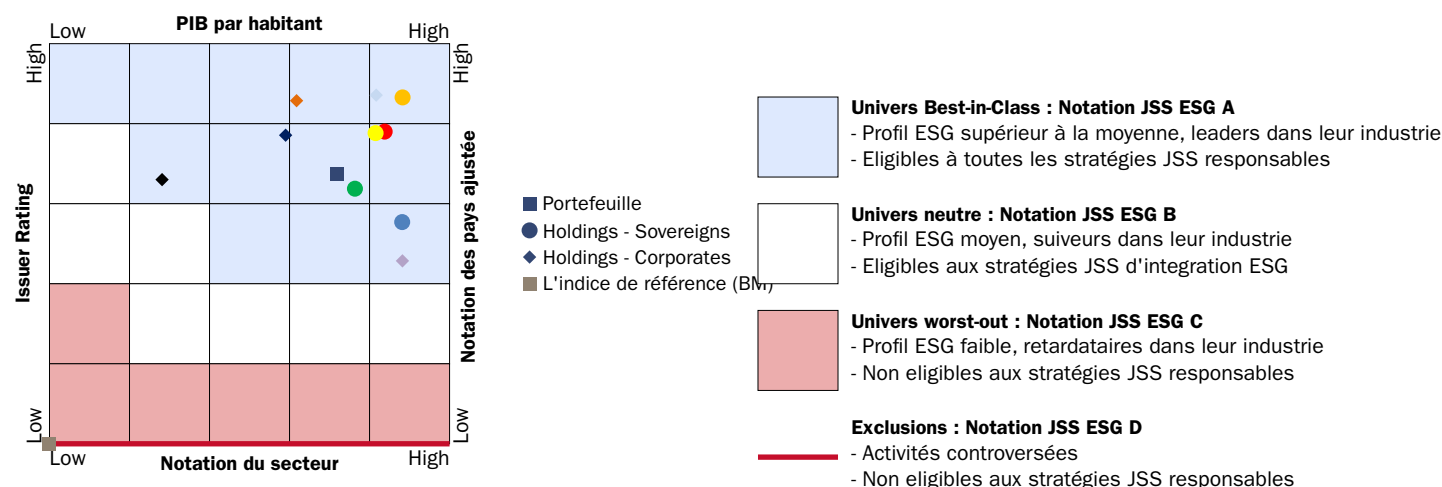 PIB par habitant
Low
High
High
High
Issuer Rating
Notation des pays ajustée
Low
Low
Low
High
Notation du secteur
Portefeuille
Holdings - Sovereigns
Holdings - Corporates
L'indice de référence (BM)
Univers Best-in-Class : Notation JSS ESG A
- Profil ESG supérieur à la moyenne, leaders dans leur industrie
- Eligibles à toutes les stratégies JSS responsables
Univers neutre : Notation JSS ESG B
- Profil ESG moyen, suiveurs dans leur industrie
- Eligibles aux stratégies JSS d'integration ESG
Univers worst-out : Notation JSS ESG C
- Profil ESG faible, retardataires dans leur industrie
- Non eligibles aux stratégies JSS responsables
Exclusions : Notation JSS ESG D
- Activités controversées
- Non eligibles aux stratégies JSS responsables